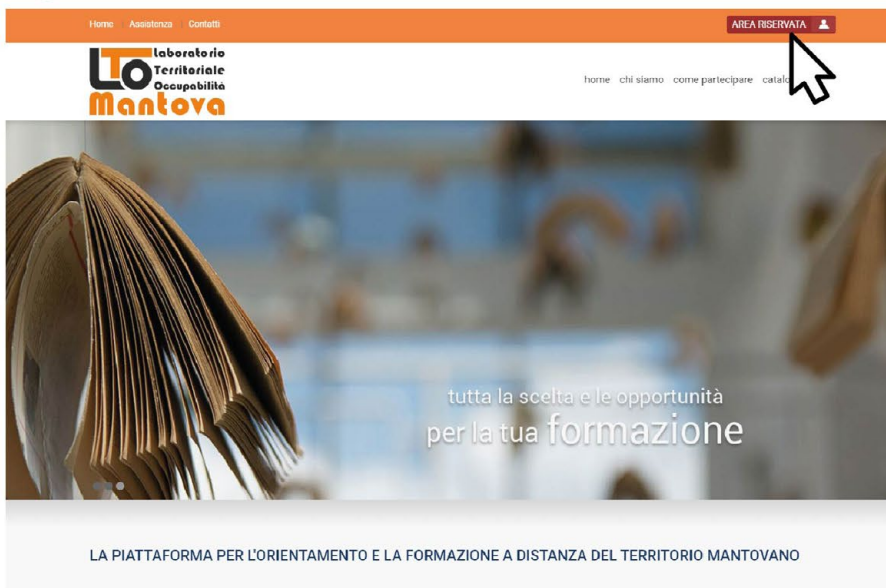 Home Assistenza Contatti
AREA RISERVATA
Laboratorio
Territoriale
Occupabilità
LTO
Mantova
home chi siamo come partecipare
tutta la scelta e le opportunità
per la tua formazione
LA PIATTAFORMA PER L'ORIENTAMENTO E LA FORMAZIONE A DISTANZA DEL TERRITORIO MANTOVANO